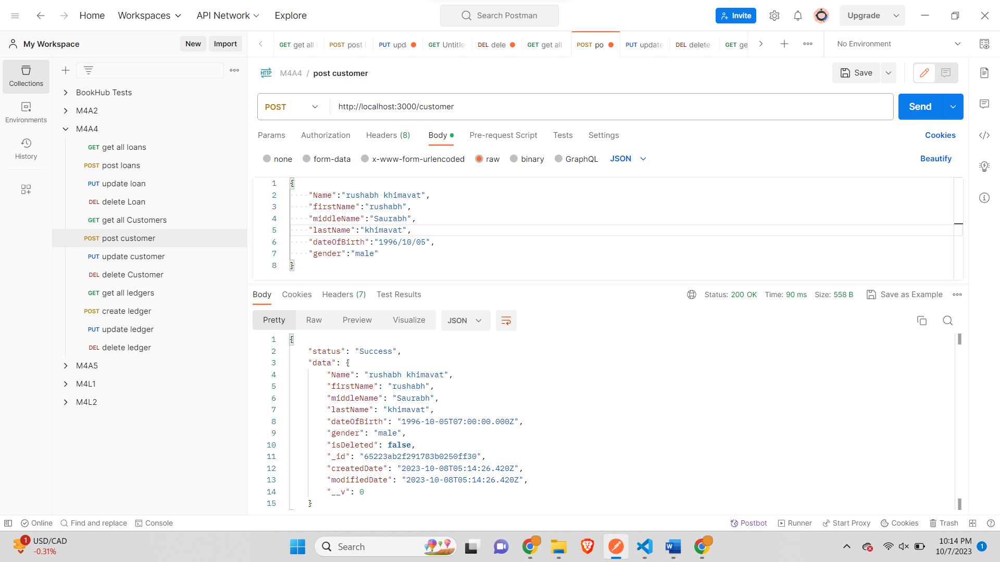 Home Workspaces API Network Explore Search Postman Invite Upgrade
My Workspace New Import GET get all POST post PUT upd GET Untitle DEL dele GET get all POST po PUT update DEL delete GET ge No Environment
Collections
Environments
History
BookHub Tests
M4A2
M4A4
GET get all loans
POST post loans
PUT update loan
DEL delete Loan
GET get all Customers
POST post customer
PUT update customer
DEL delete Customer
GET get all ledgers
POST create ledger
PUT update ledger
DEL delete ledger
M4A5
M4L1
M4L2
HTTP M4A4 / post customer Save
POST http://localhost:3000/customer Send
Params Authorization Headers (8) Body Pre-request Script Tests Settings Cookies
none form-data x-www-form-urlencoded raw binary GraphQL JSON Beautify
1 {
2 ····"Name":"rushabh·khimavat",
3 ····"firstName":"rushabh",
4 ····"middleName":"Saurabh",
5 ····"lastName":"khimavat",
6 ····"dateOfBirth":"1996/10/05",
7 ····"gender":"male"
8 }
Body Cookies Headers (7) Test Results Status: 200 OK Time: 90 ms Size: 558 B Save as Example
Pretty Raw Preview Visualize JSON
1 {
2 "status": "Success",
3 "data": {
4 "Name": "rushabh khimavat",
5 "firstName": "rushabh",
6 "middleName": "Saurabh",
7 "lastName": "khimavat",
8 "dateOfBirth": "1996-10-05T07:00:00.000Z",
9 "gender": "male",
10 "isDeleted": false,
11 "_id": "65223ab2f291783b0250ff30",
12 "createdDate": "2023-10-08T05:14:26.420Z",
13 "modifiedDate": "2023-10-08T05:14:26.420Z",
14 "__v": 0
15 }
Online Find and replace Console Postbot Runner Start Proxy Cookies Trash
1 USD/CAD
-0.31%
Search
10:14 PM
10/7/2023
1